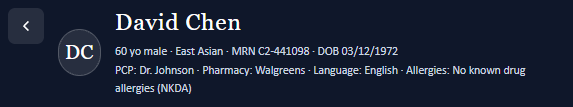 David Chen
DC
60 yo male · East Asian · MRN C2-441098 · DOB 03/12/1972
PCP: Dr. Johnson · Pharmacy: Walgreens · Language: English · Allergies: No known drug
allergies (NKDA)